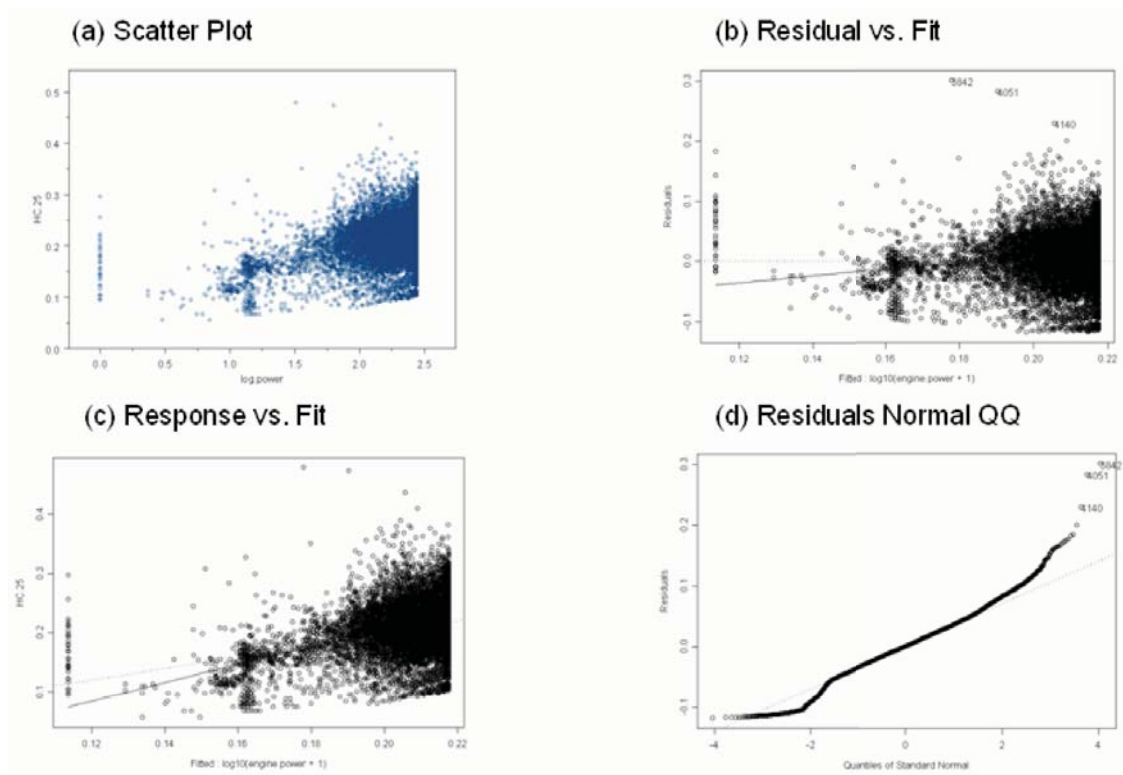 (a) Scatter Plot
(b) Residual vs. Fit
HC.25
0.5
0.4
0.3
0.2
0.1
0.0
0.0 0.5 1.0 1.5 2.0 2.5
log.power
Residuals
0.3
0.2
0.1
0.0
-0.1
3842
4051
4140
0.12 0.14 0.16 0.18 0.20 0.22
Fitted : log10(engine.power + 1)
(c) Response vs. Fit
(d) Residuals Normal QQ
HC.25
0.4
0.3
0.2
0.1
0.12 0.14 0.16 0.18 0.20 0.22
Fitted : log10(engine.power + 1)
Residuals
0.3
0.2
0.1
0.0
-0.1
3842
4051
4140
-4 -2 0 2 4
Quantiles of Standard Normal